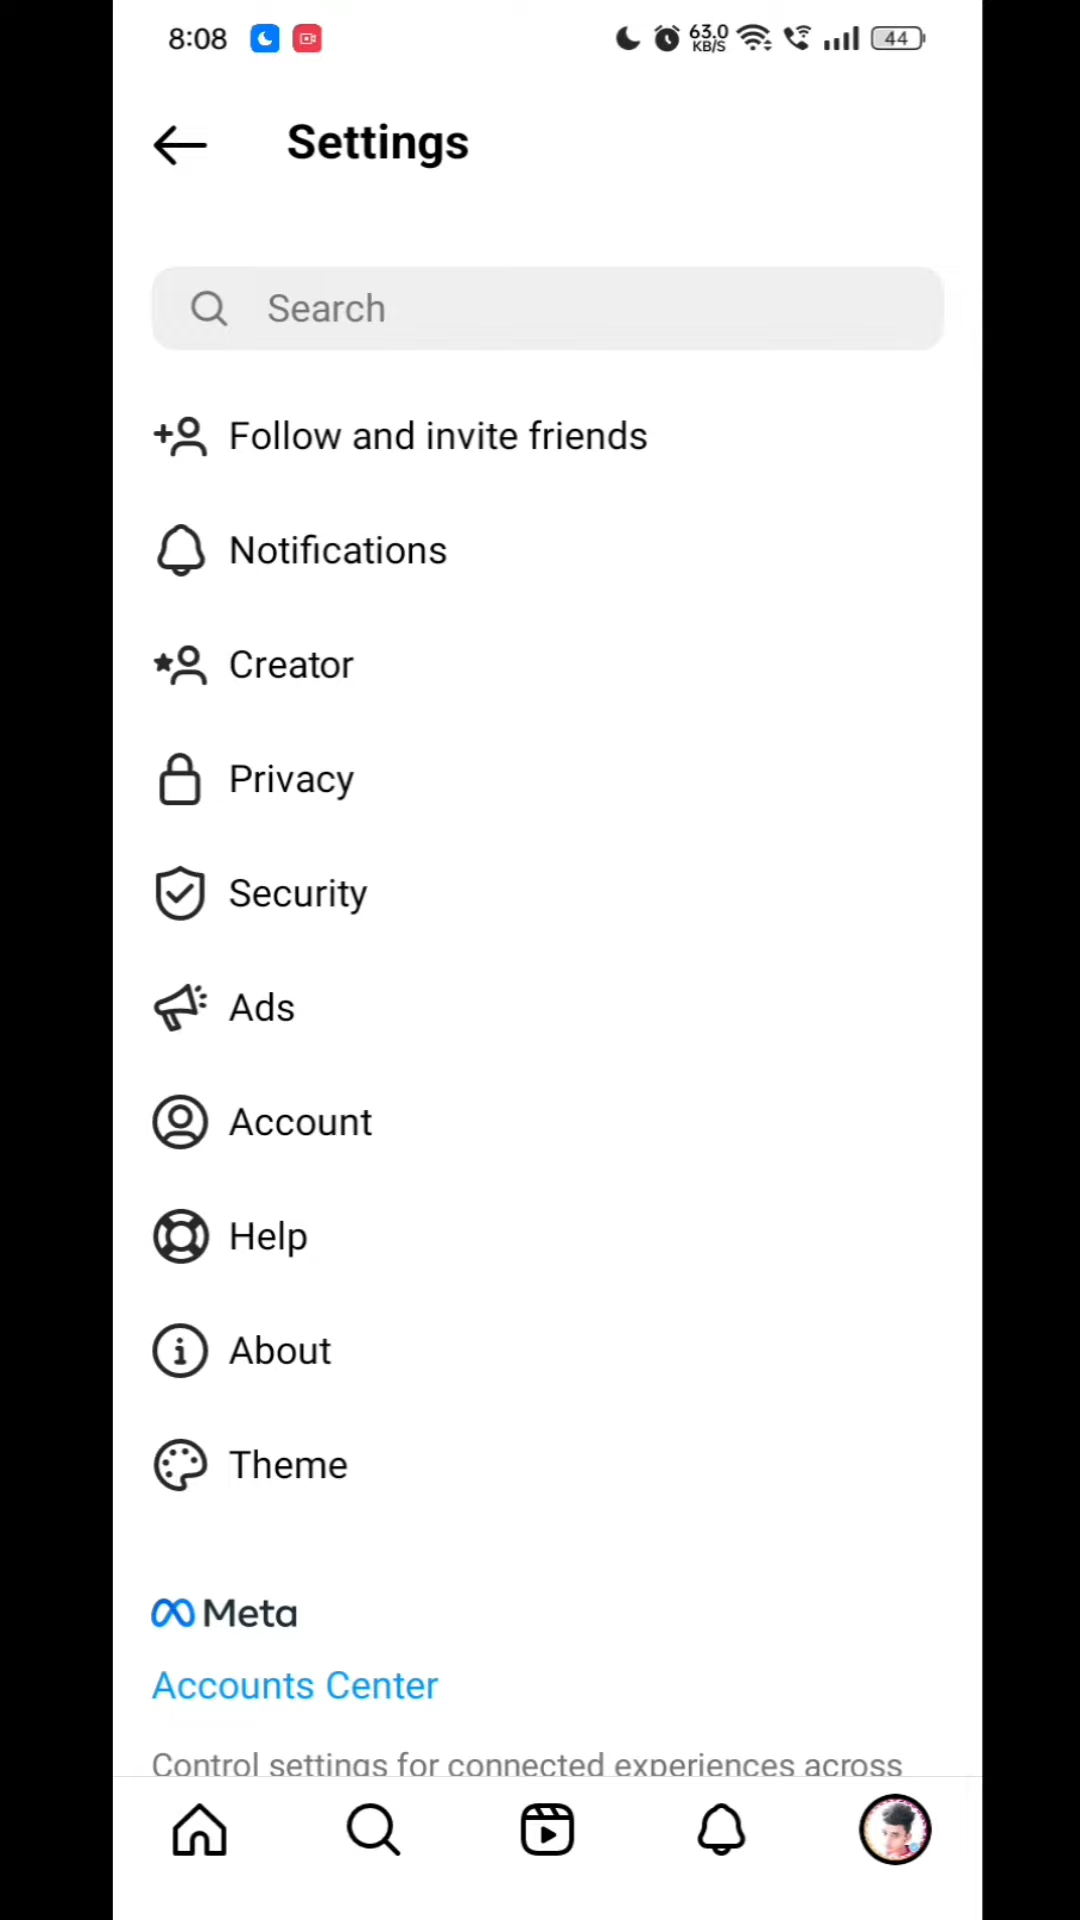 8:08 63.0 KB/S 44
Settings
Search
Follow and invite friends
Notifications
Creator
Privacy
Security
Ads
Account
Help
About
Theme
Meta
Accounts Center
Control settings for connected experiences across